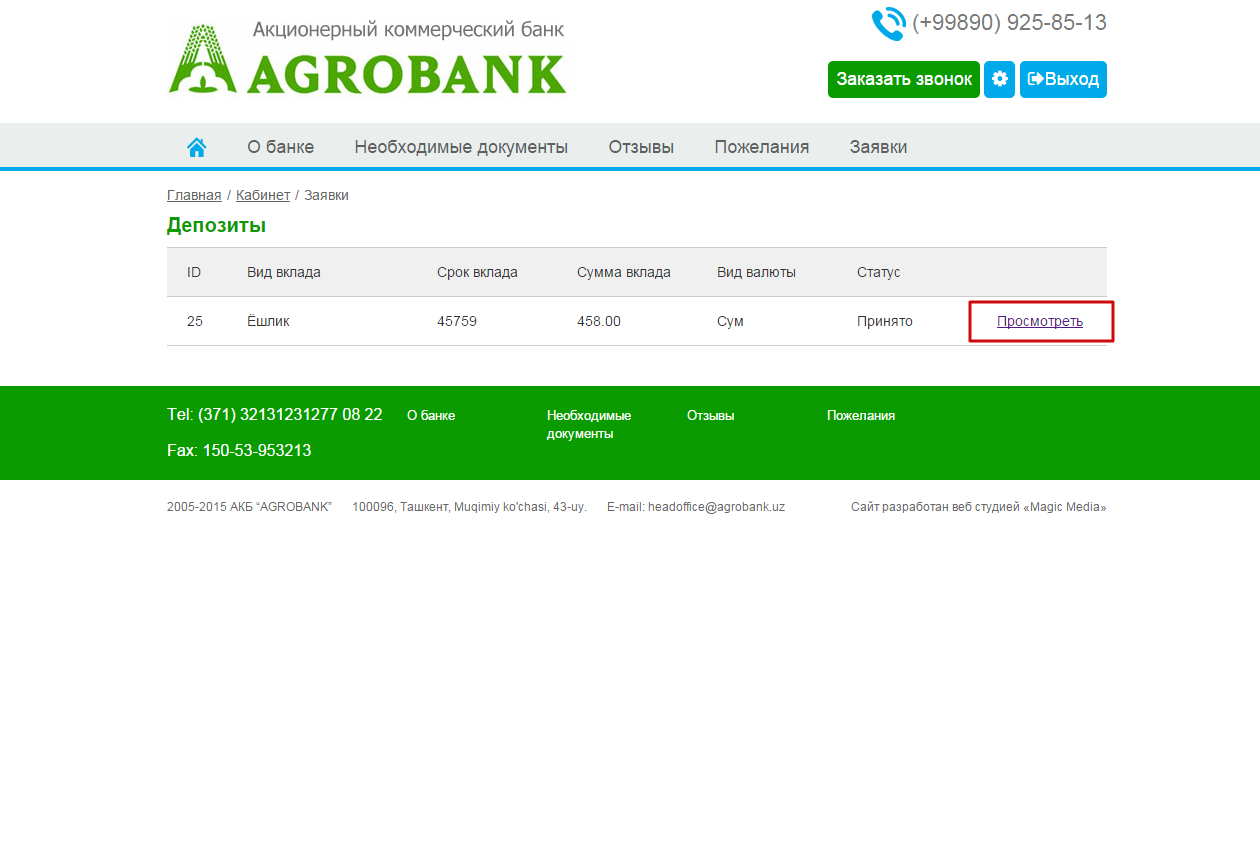 Акционерный коммерческий банк
AGROBANK
(+99890) 925-85-13
Заказать звонок
Выход
О банке Необходимые документы Отзывы Пожелания Заявки
Главная / Кабинет / Заявки
Депозиты
ID Вид вклада Срок вклада Сумма вклада Вид валюты Статус
25 Ёшлик 45759 458.00 Сум Принято Просмотреть
Tel: (371) 32131231277 08 22 О банке Необходимые Отзывы Пожелания
документы
Fax: 150-53-953213
2005-2015 АКБ “AGROBANK” 100096, Ташкент, Muqimiy ko'chasi, 43-uy. E-mail: headoffice@agrobank.uz Сайт разработан веб студией «Magic Media»